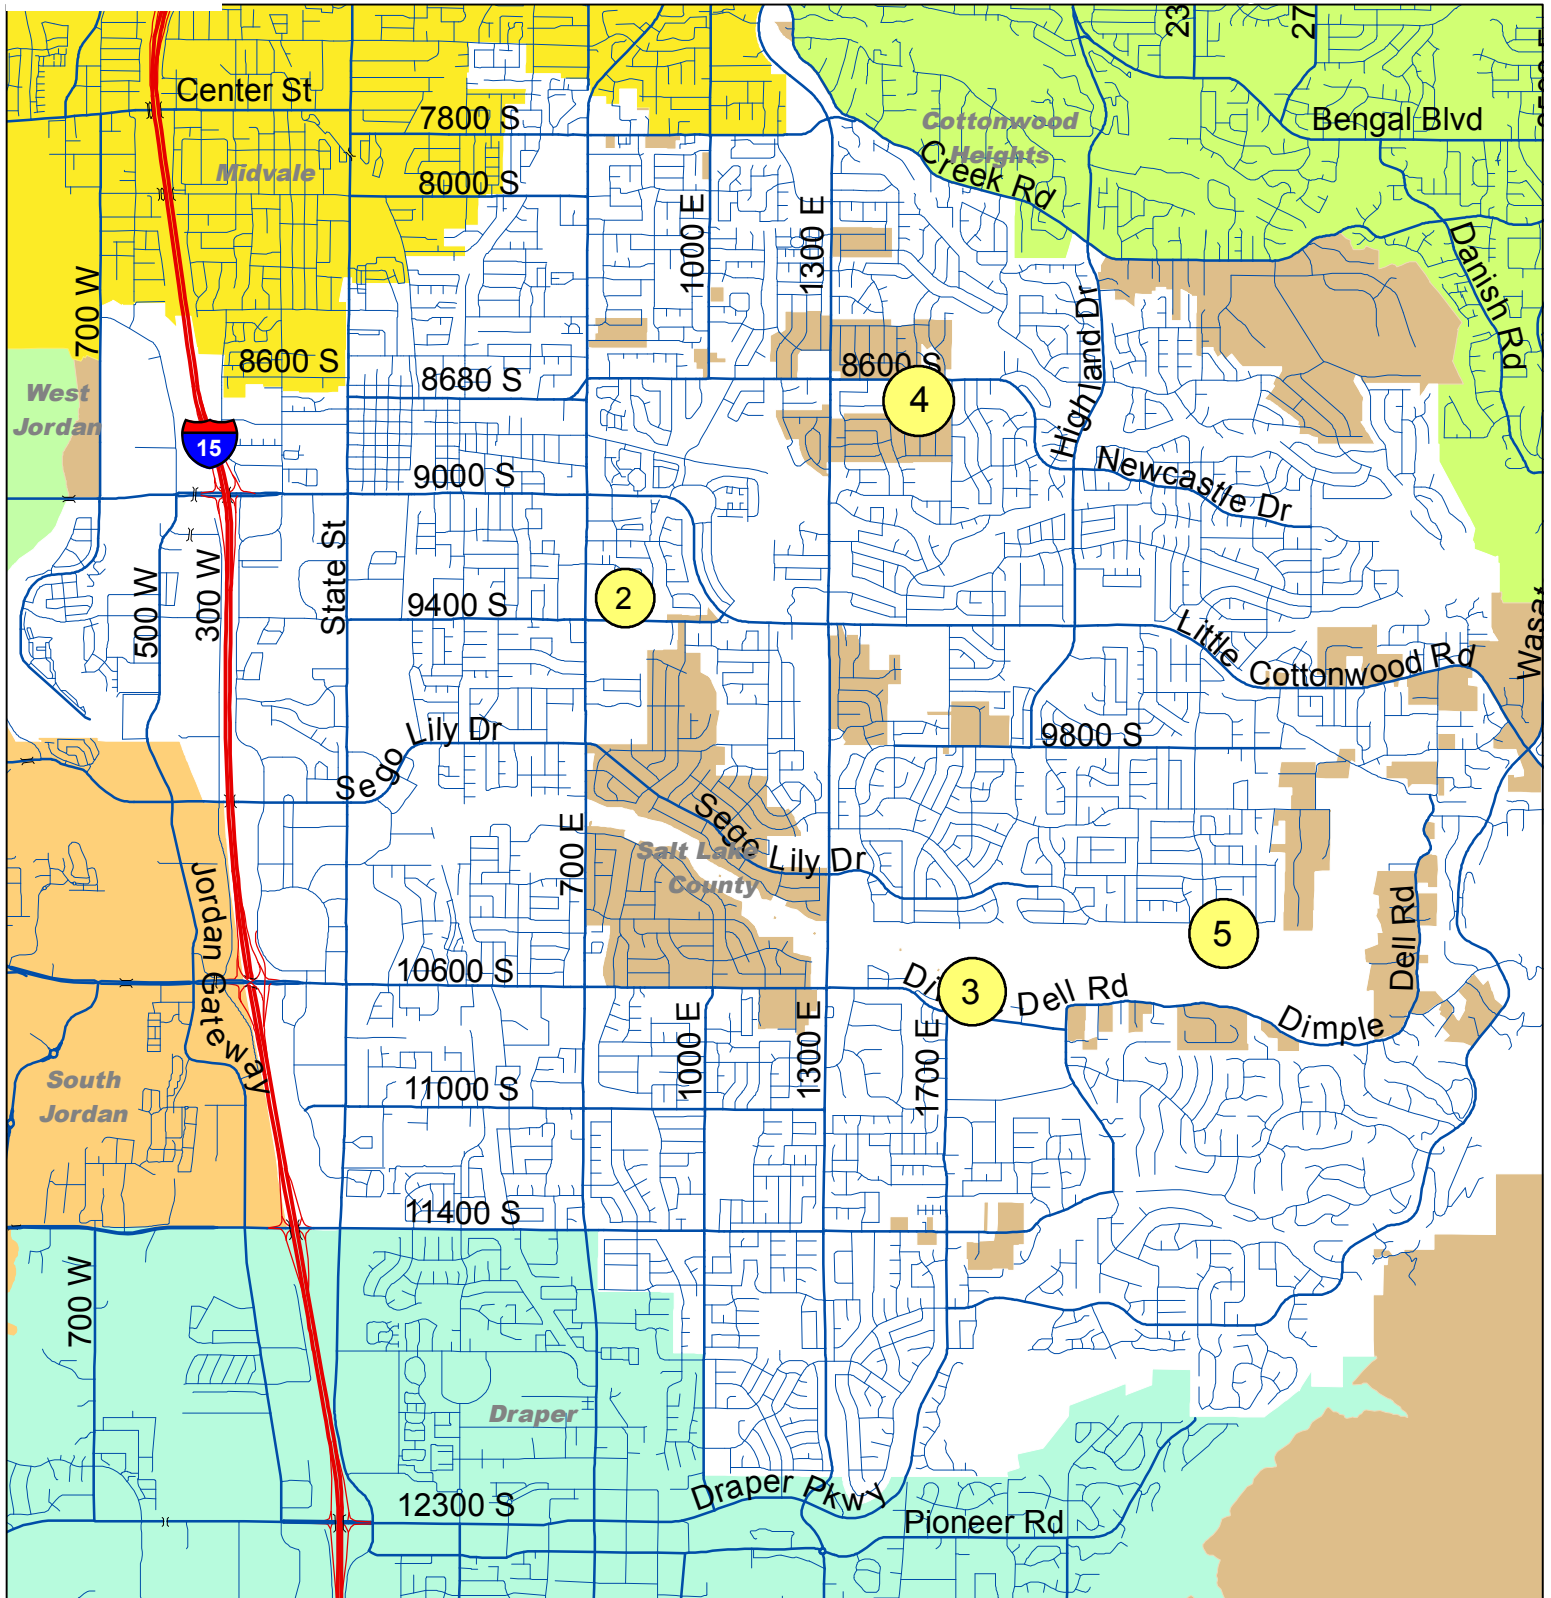 23
27
Center St
7800 S
Bengal Blvd
Cottonwood
Heights
Creek Rd
Midvale
8000 S
1000 E
1300 E
Danish Rd
700 W
Highland Dr
8600 S
8680 S
8600 S
West
Jordan
4
15
9000 S
Newcastle Dr
State St
300 W
500 W
9400 S
2
Little Cottonwood Rd
Sego Lily Dr
9800 S
Sego Lily Dr
700 E
Salt Lake
County
Jordan Gateway
Dell Rd
5
10600 S
3
Dell Rd
Dimple
1000 E
1300 E
1700 E
South
Jordan
11000 S
11400 S
700 W
Draper
12300 S
Draper Pkwy
Pioneer Rd